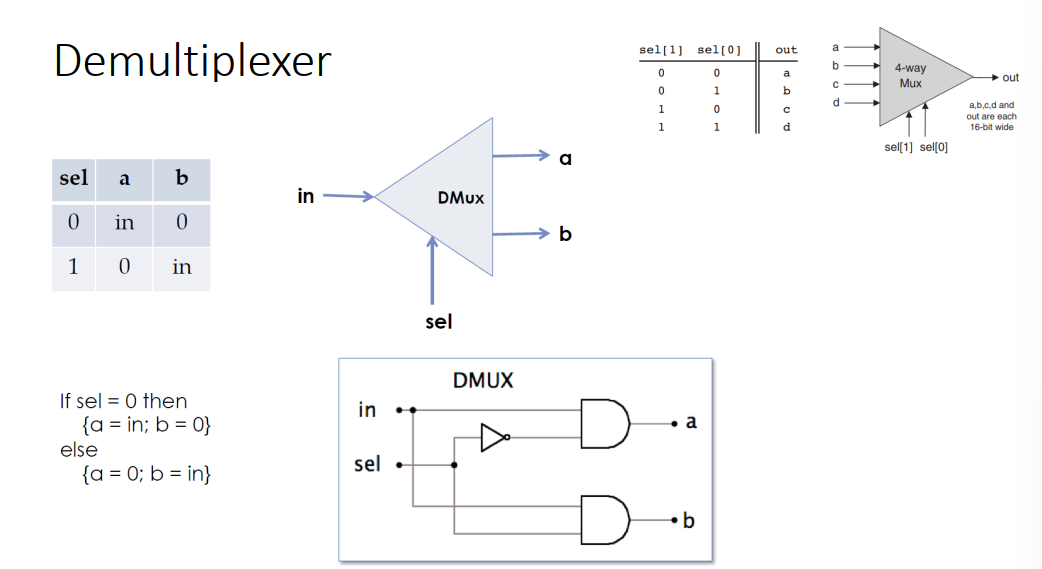 Demultiplexer
sel[1] sel[0] out
0 0 a
0 1 b
1 0 c
1 1 d
a
b
c
d
4-way
Mux
out
a,b,c,d and
out are each
16-bit wide
sel[1] sel[0]
sel a b
0 in 0
1 0 in
in
DMux
a
b
sel
If sel = 0 then
{a = in; b = 0}
else
{a = 0; b = in}
DMUX
in
sel
a
b